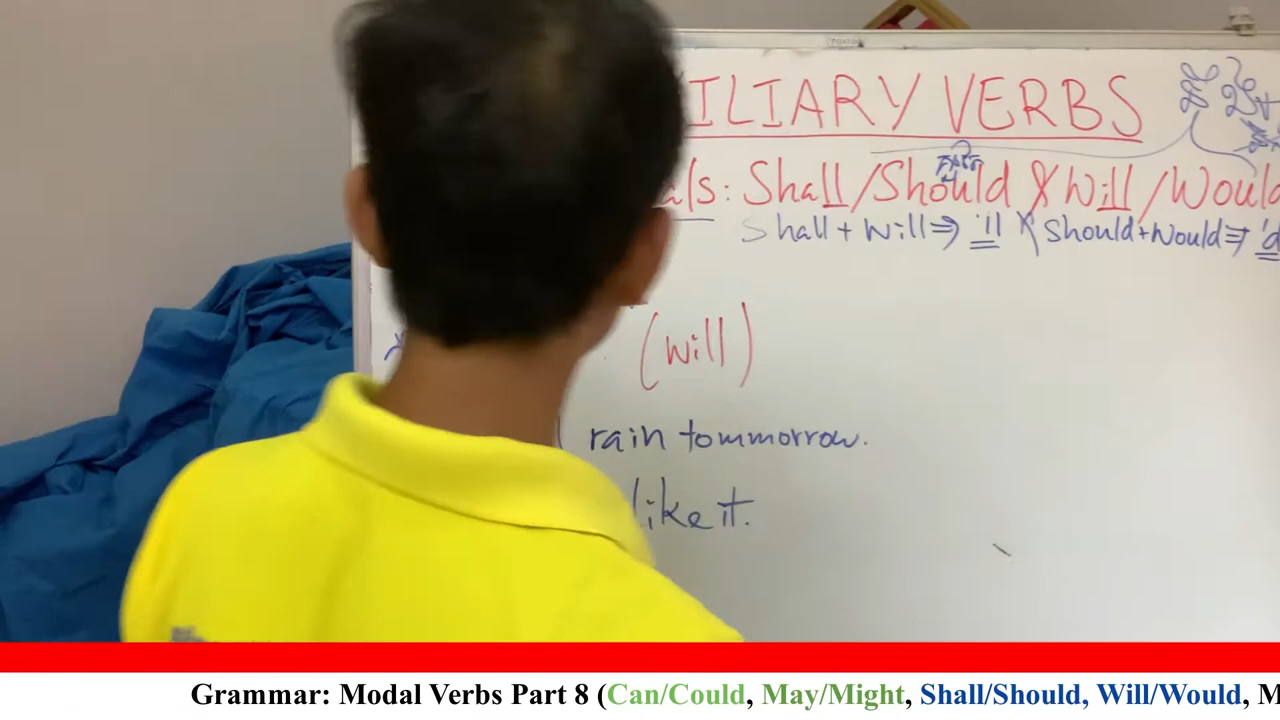 ILIARY VERBS
als: Shall/Should & Will/Would
Shall + Will ⇒ 'll & Should + Would ⇒ 'd
(will)
rain tommorrow.
like it.
Grammar: Modal Verbs Part 8 (Can/Could, May/Might, Shall/Should, Will/Would, M